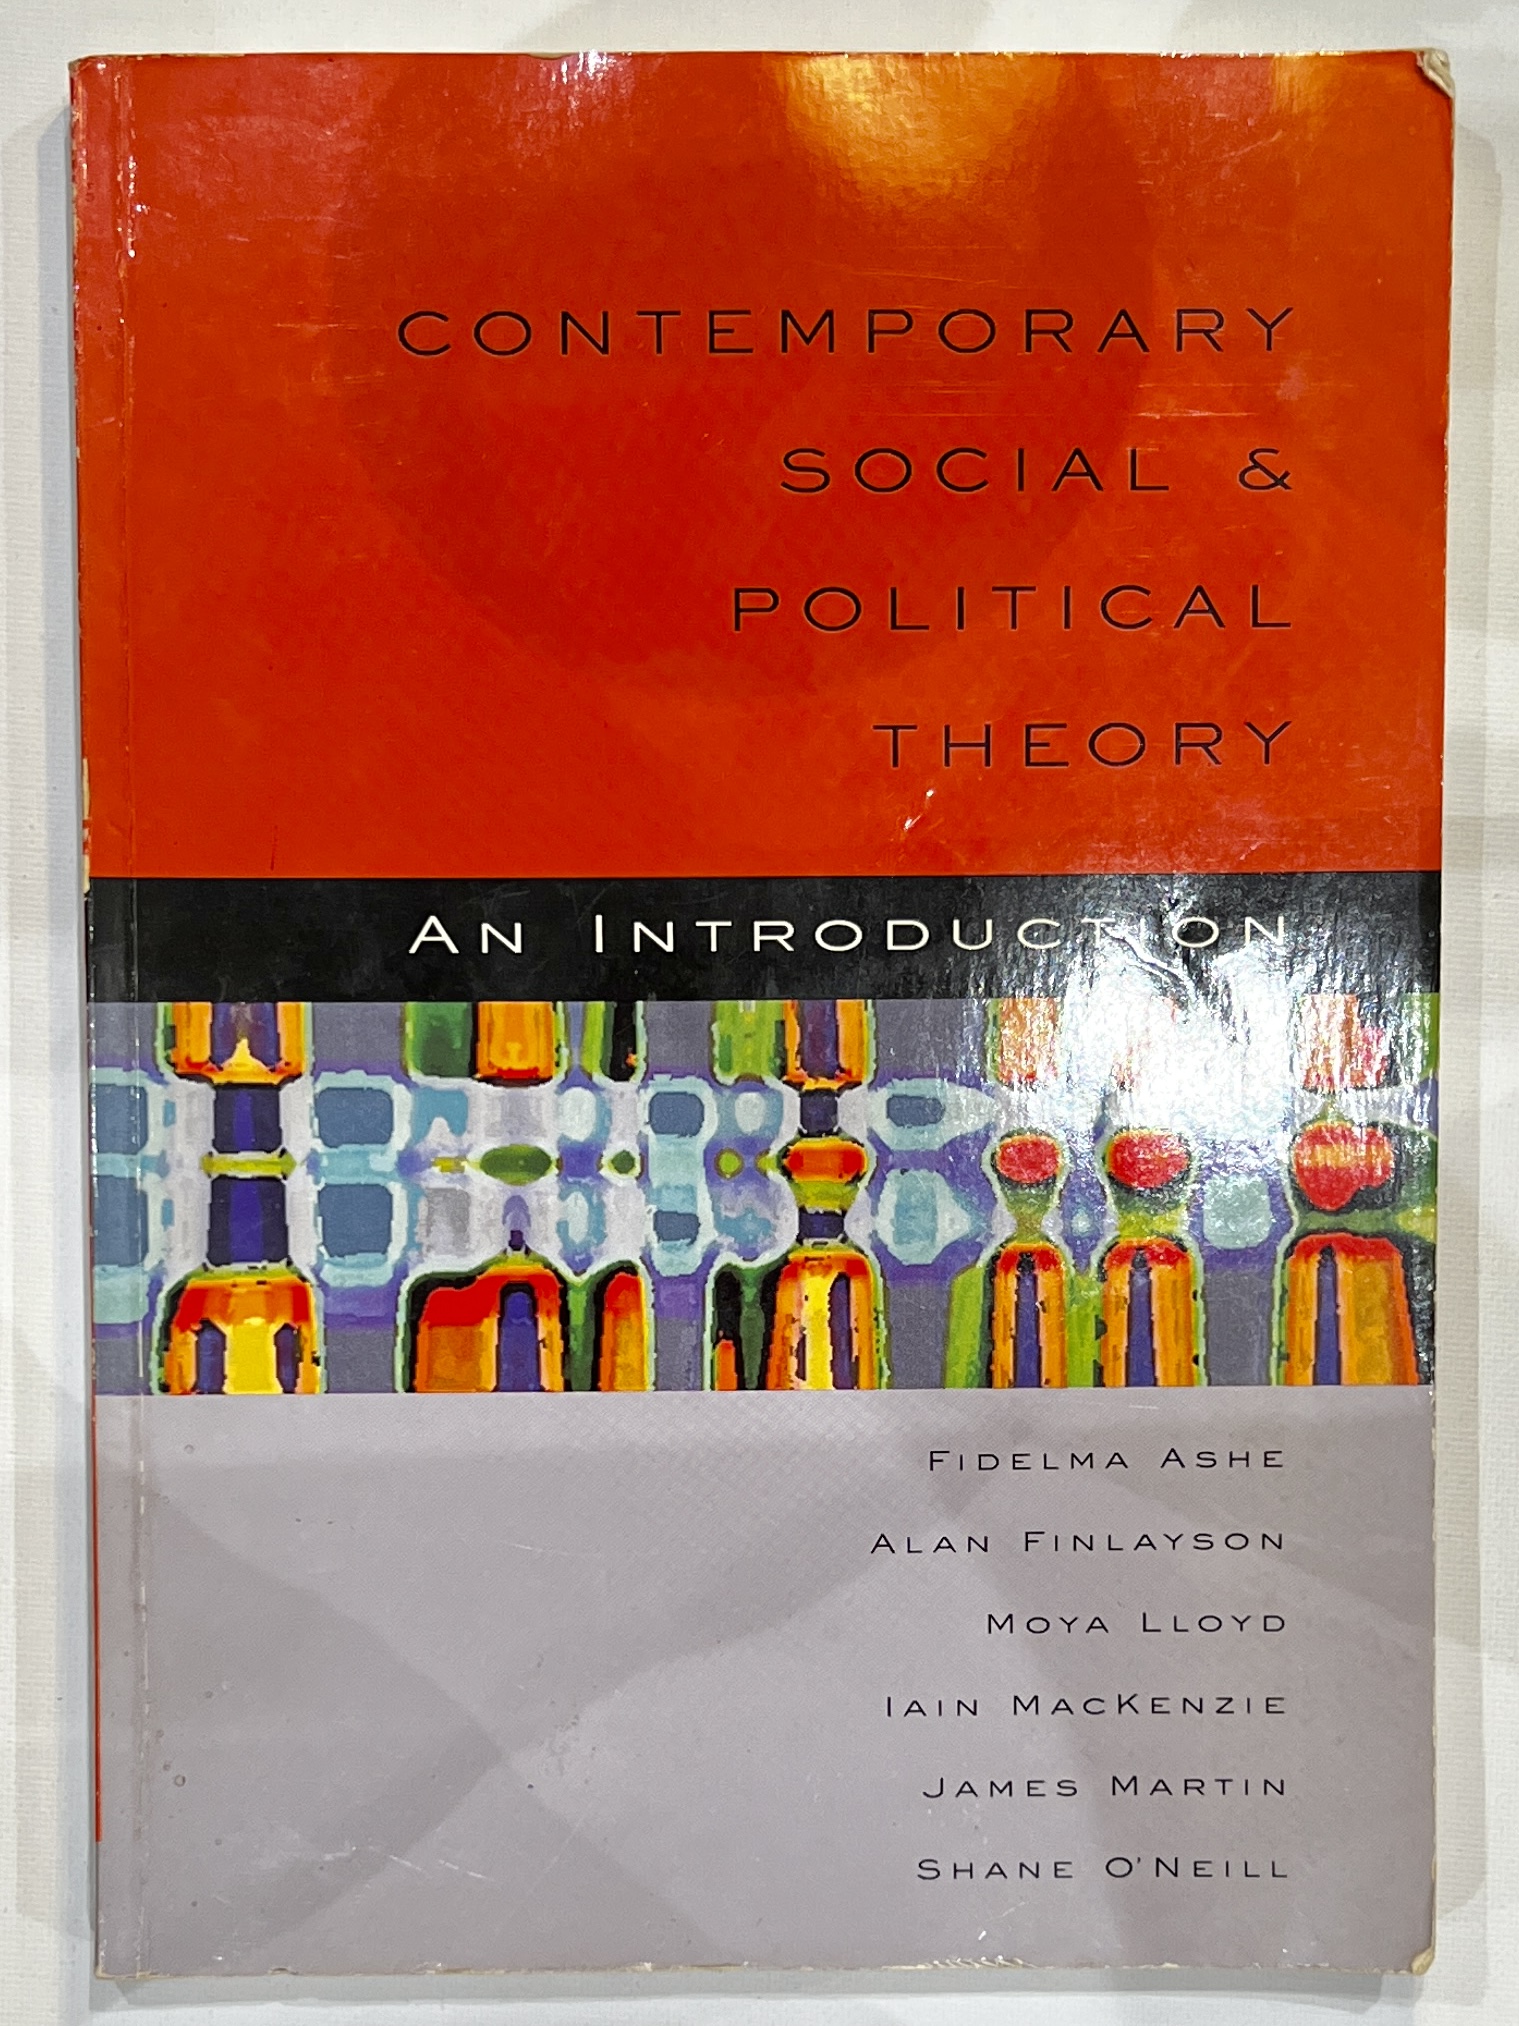 CONTEMPORARY
SOCIAL &
POLITICAL
THEORY
AN INTRODUCTION
FIDELMA ASHE
ALAN FINLAYSON
MOYA LLOYD
IAIN MACKENZIE
JAMES MARTIN
SHANE O'NEILL